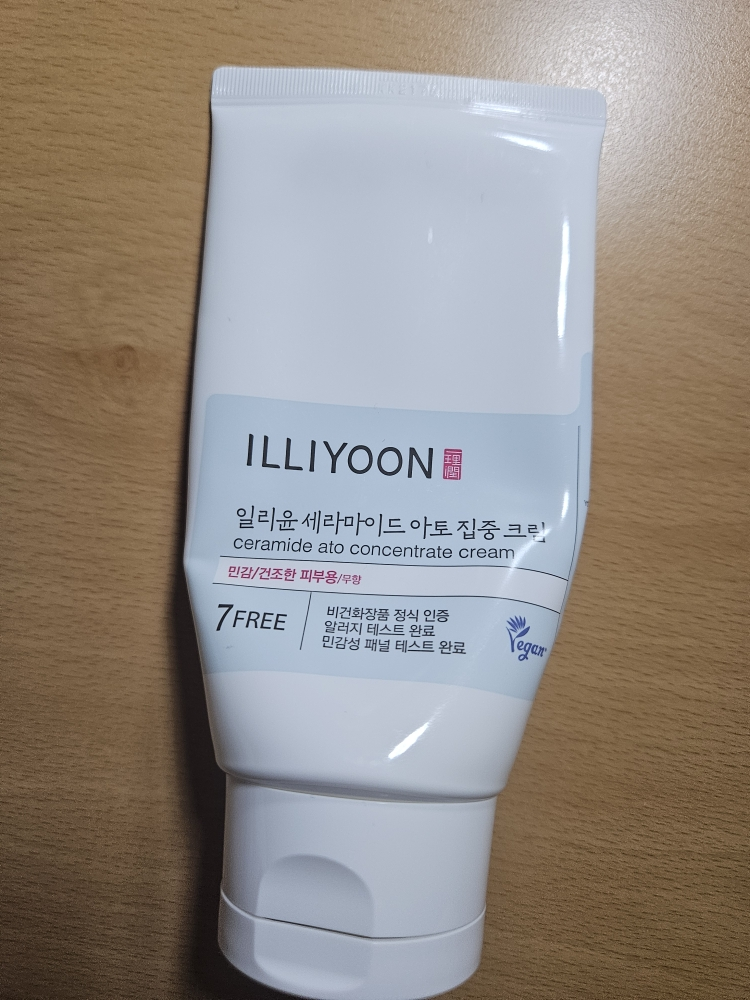 ILLIYOON 理潤
일리윤 세라마이드 아토 집중 크림
ceramide ato concentrate cream
민감/건조한 피부용/무향
7FREE
비건화장품 정식 인증
알러지 테스트 완료
민감성 패널 테스트 완료
Vegan